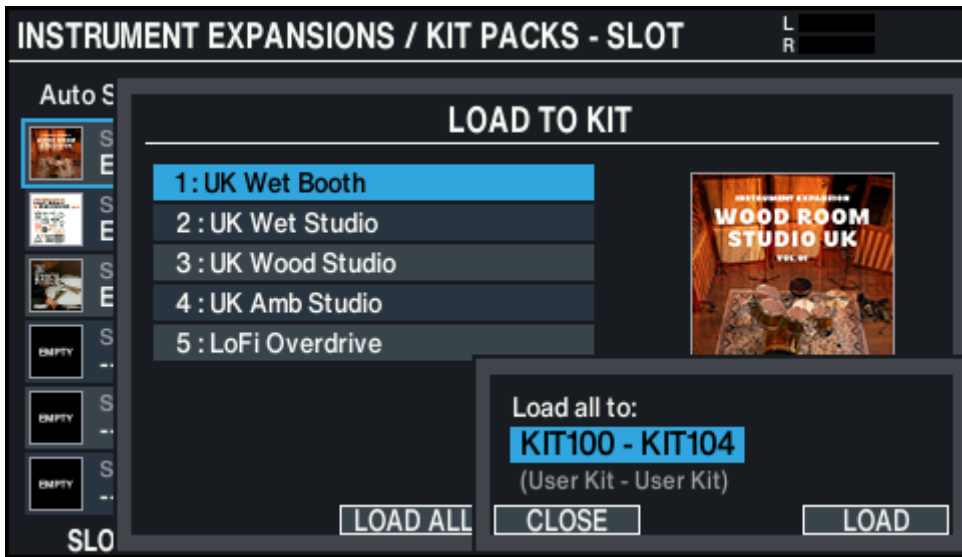 INSTRUMENT EXPANSIONS / KIT PACKS - SLOT
L
R
Auto S
LOAD TO KIT
S
E
S
E
S
E
EMPTY
S
--
EMPTY
S
--
EMPTY
S
--
SLO
1 : UK Wet Booth
2 : UK Wet Studio
3 : UK Wood Studio
4 : UK Amb Studio
5 : LoFi Overdrive
INSTRUMENT EXPANSION
WOOD ROOM
STUDIO UK
VOL. 01
LOAD ALL
Load all to:
KIT100 - KIT104
(User Kit - User Kit)
CLOSE
LOAD